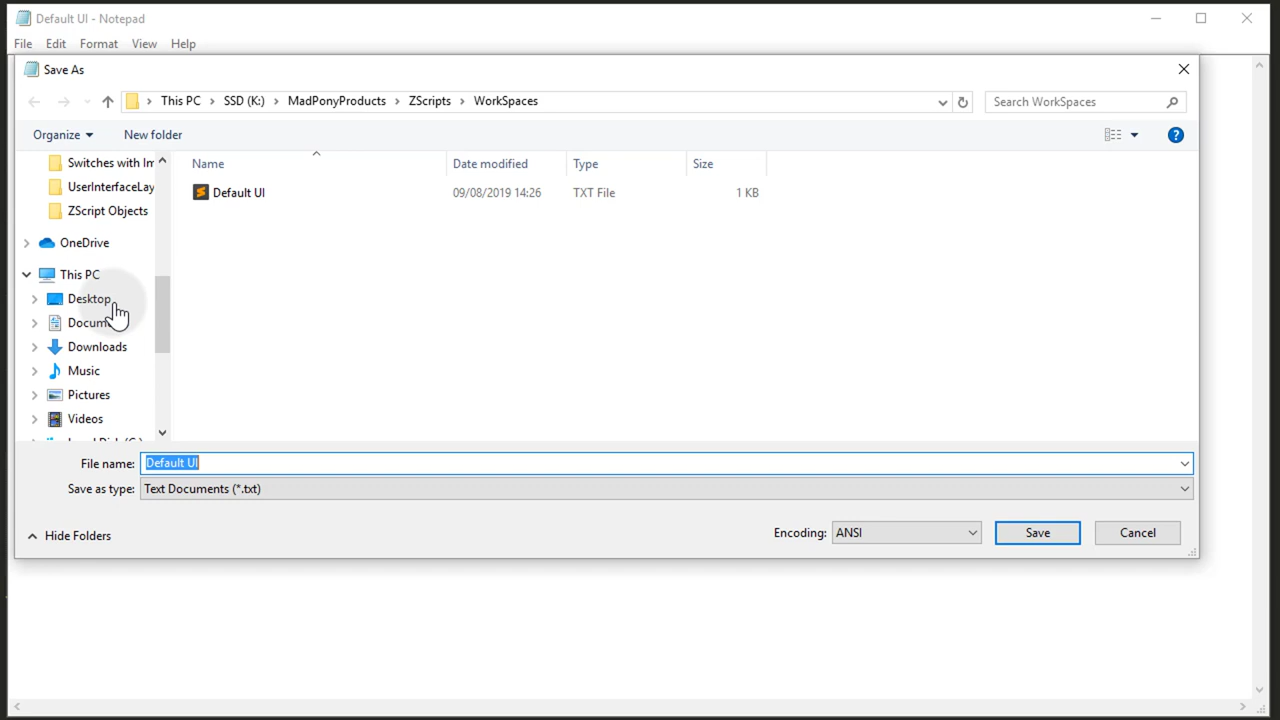 Default UI - Notepad
File Edit Format View Help
Save As
This PC SSD (K:) MadPonyProducts ZScripts WorkSpaces Search WorkSpaces
Organize New folder
Name Date modified Type Size
Switches with Im
UserInterfaceLay
ZScript Objects
Default UI 09/08/2019 14:26 TXT File 1 KB
OneDrive
This PC
Desktop
Docum
Downloads
Music
Pictures
Videos
File name: Default UI
Save as type: Text Documents (*.txt)
Hide Folders Encoding: ANSI Save Cancel